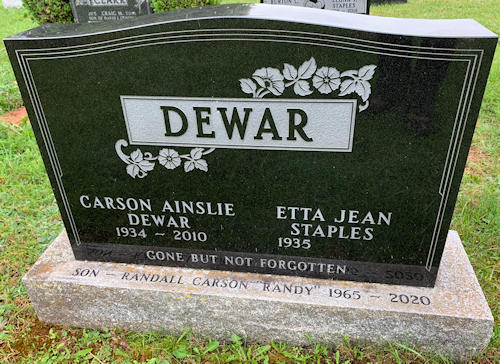 CLARK
STAPLES
DEWAR
CARSON AINSLIE
DEWAR
1934 ~ 2010
ETTA JEAN
STAPLES
1935
GONE BUT NOT FORGOTTEN
SON - RANDALL CARSON "RANDY" 1965 - 2020